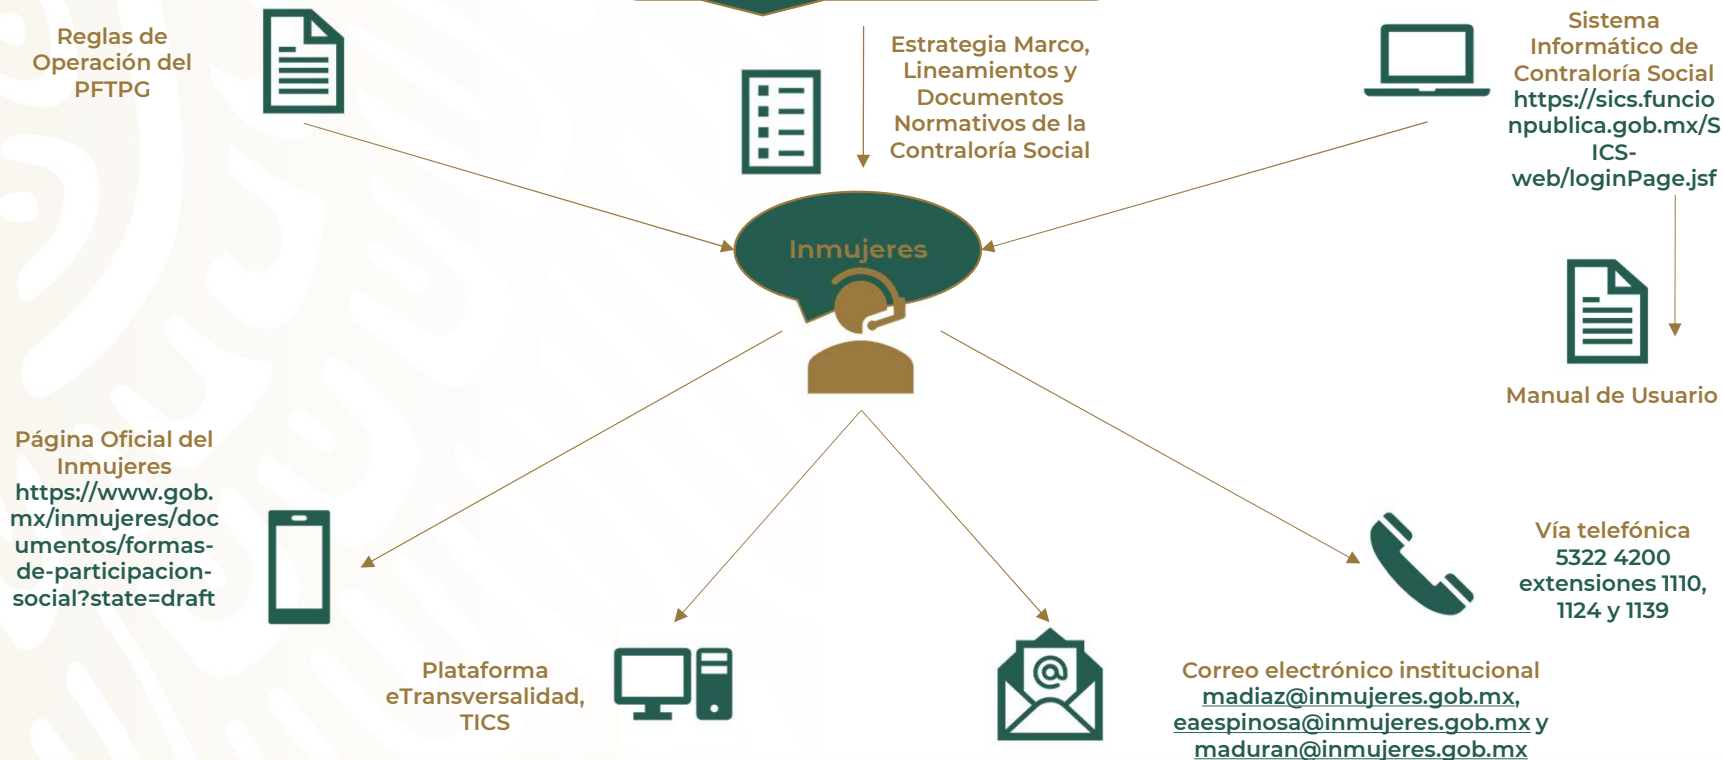 Reglas de
Operación del
PFTPG
Estrategia Marco,
Lineamientos y
Documentos
Normativos de la
Contraloría Social
Sistema
Informático de
Contraloría Social
https://sics.funcio
npublica.gob.mx/S
ICS-
web/loginPage.jsf
Inmujeres
Manual de Usuario
Página Oficial del
Inmujeres
https://www.gob.
mx/inmujeres/doc
umentos/formas-
de-participacion-
social?state=draft
Vía telefónica
5322 4200
extensiones 1110,
1124 y 1139
Plataforma
eTransversalidad,
TICS
@
Correo electrónico institucional
madiaz@inmujeres.gob.mx,
eaespinosa@inmujeres.gob.mx y
maduran@inmujeres.gob.mx